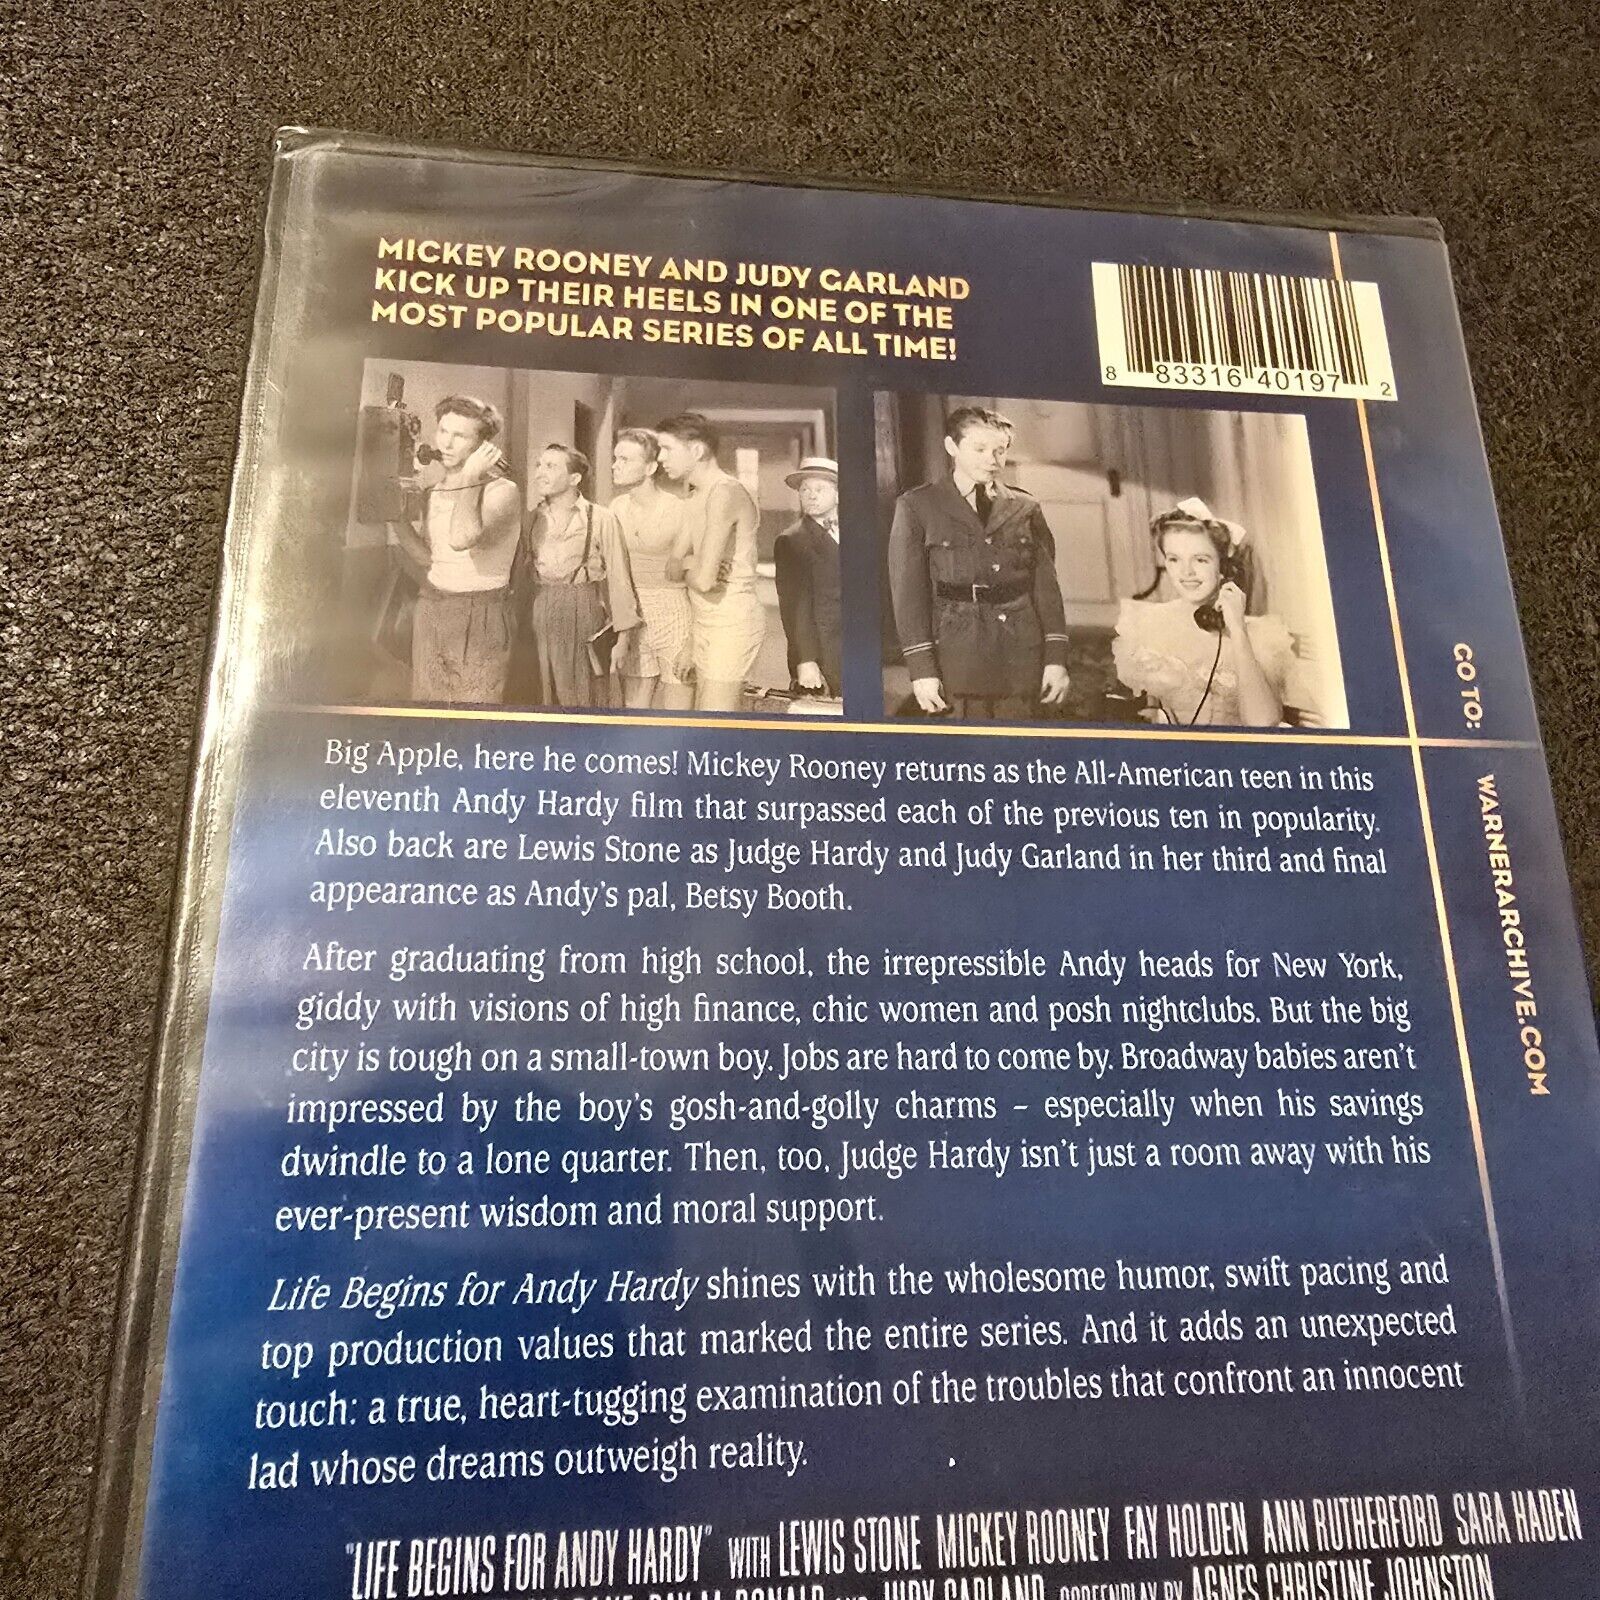 MICKEY ROONEY AND JUDY GARLAND
KICK UP THEIR HEELS IN ONE OF THE
MOST POPULAR SERIES OF ALL TIME!
8 83316 40197 2
GO TO: WARNERARCHIVE.COM
Big Apple, here he comes! Mickey Rooney returns as the All-American teen in this
eleventh Andy Hardy film that surpassed each of the previous ten in popularity.
Also back are Lewis Stone as Judge Hardy and Judy Garland in her third and final
appearance as Andy's pal, Betsy Booth.
After graduating from high school, the irrepressible Andy heads for New York,
giddy with visions of high finance, chic women and posh nightclubs. But the big
city is tough on a small-town boy. Jobs are hard to come by. Broadway babies aren't
impressed by the boy's gosh-and-golly charms – especially when his savings
dwindle to a lone quarter. Then, too, Judge Hardy isn't just a room away with his
ever-present wisdom and moral support.
Life Begins for Andy Hardy shines with the wholesome humor, swift pacing and
top production values that marked the entire series. And it adds an unexpected
touch: a true, heart-tugging examination of the troubles that confront an innocent
lad whose dreams outweigh reality.
"LIFE BEGINS FOR ANDY HARDY" WITH LEWIS STONE MICKEY ROONEY FAY HOLDEN ANN RUTHERFORD SARA HADEN
JUDY GARLAND SCREENPLAY BY AGNES CHRISTINE JOHNSTON